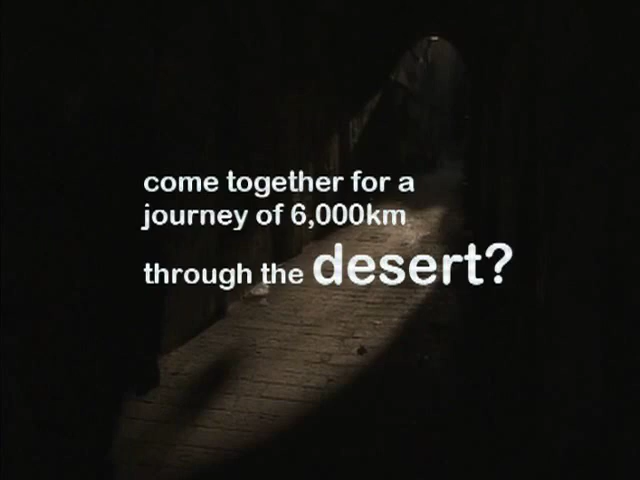 come together for a
journey of 6,000km
through the desert?